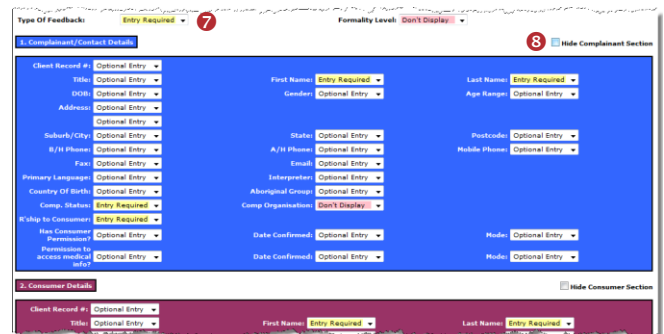 Type Of Feedback: Entry Required 7 Formality Level: Don't Display
1. Complainant/Contact Details 8 Hide Complainant Section
Client Record #: Optional Entry
Title: Optional Entry First Name: Entry Required Last Name: Entry Required
DOB: Optional Entry Gender: Optional Entry Age Range: Optional Entry
Address: Optional Entry
Optional Entry
Suburb/City: Optional Entry State: Optional Entry Postcode: Optional Entry
B/H Phone: Optional Entry A/H Phone: Optional Entry Mobile Phone: Optional Entry
Fax: Optional Entry Email: Optional Entry
Primary Language: Optional Entry Interpreter: Optional Entry
Country Of Birth: Optional Entry Aboriginal Group: Optional Entry
Comp. Status: Entry Required Comp Organisation: Don't Display
R'ship to Consumer: Entry Required
Has Consumer Permission? Optional Entry Date Confirmed: Optional Entry Mode: Optional Entry
Permission to access medical info? Optional Entry Date Confirmed: Optional Entry Mode: Optional Entry
2. Consumer Details Hide Consumer Section
Client Record #: Optional Entry
Title: Optional Entry First Name: Entry Required Last Name: Entry Required